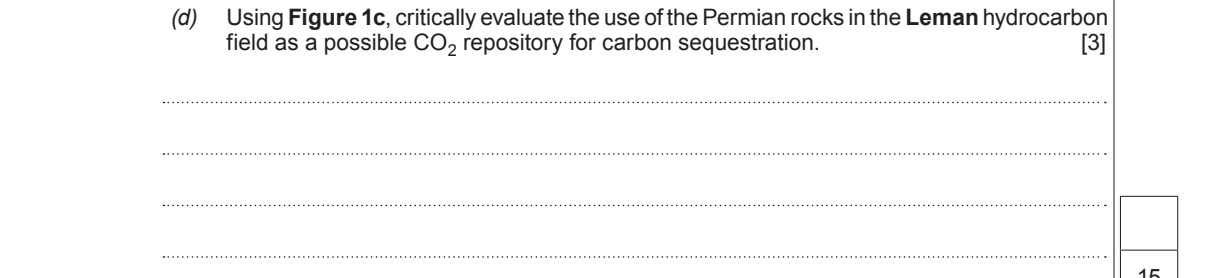 (d) Using Figure 1c, critically evaluate the use of the Permian rocks in the Leman hydrocarbon
field as a possible CO₂ repository for carbon sequestration. [3]
15